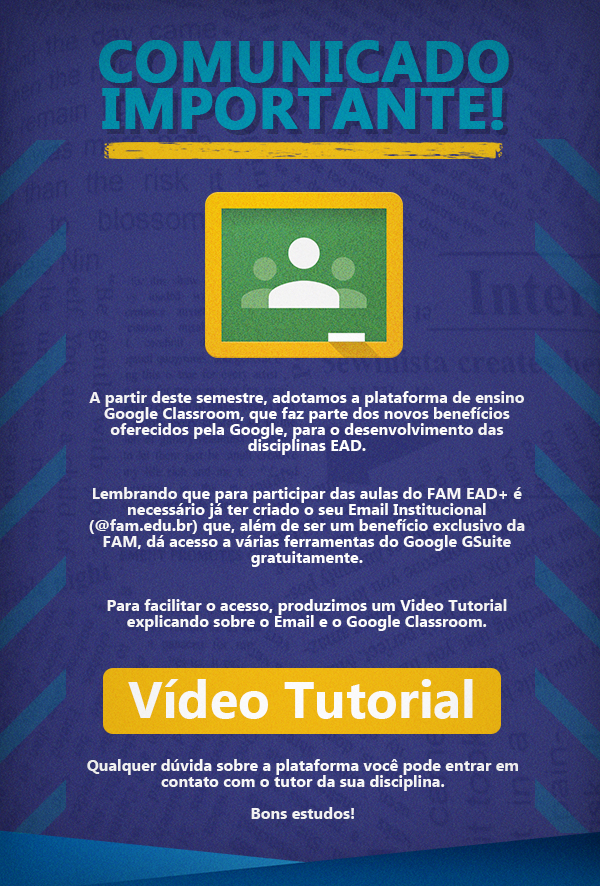 COMUNICADO
IMPORTANTE!
A partir deste semestre, adotamos a plataforma de ensino
Google Classroom, que faz parte dos novos benefícios
oferecidos pela Google, para o desenvolvimento das
disciplinas EAD.
Lembrando que para participar das aulas do FAM EAD+ é
necessário já ter criado o seu Email Institucional
(@fam.edu.br) que, além de ser um benefício exclusivo da
FAM, dá acesso a várias ferramentas do Google GSuite
gratuitamente.
Para facilitar o acesso, produzimos um Video Tutorial
explicando sobre o Email e o Google Classroom.
Vídeo Tutorial
Qualquer dúvida sobre a plataforma você pode entrar em
contato com o tutor da sua disciplina.
Bons estudos!